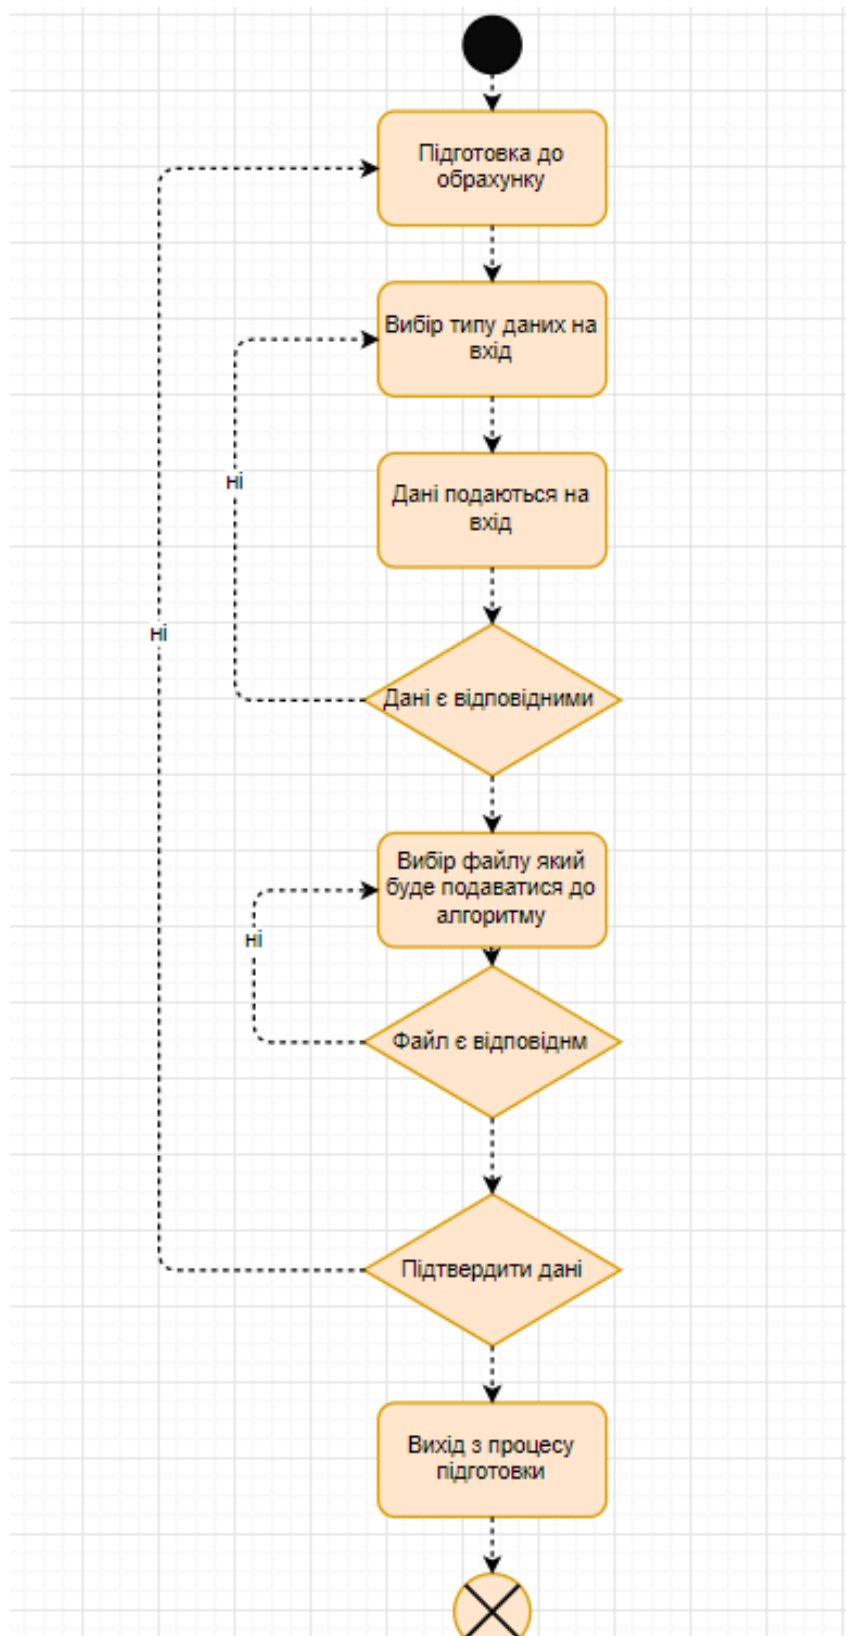 Підготовка до
обрахунку
Вибір типу даних на
вхід
Дані подаються на
вхід
ні
ні
Дані є відповідними
Вибір файлу який
буде подаватися до
алгоритму
ні
Файл є відповіднм
Підтвердити дані
Вихід з процесу
підготовки